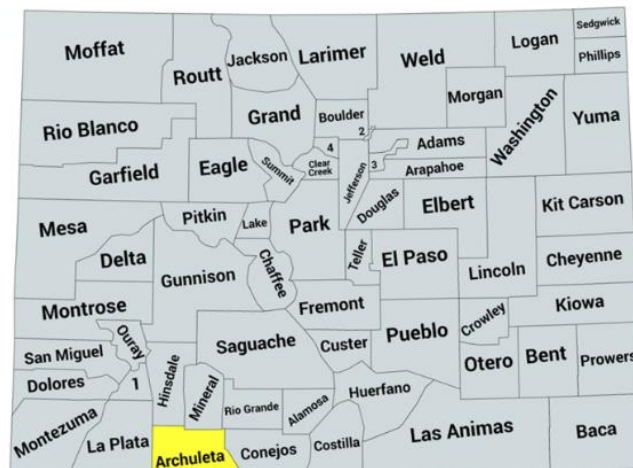 Moffat
Routt
Jackson
Larimer
Weld
Logan
Sedgwick
Phillips
Morgan
Grand
Boulder
2
Rio Blanco
Washington
Yuma
Garfield
Eagle
Summit
4
Clear
Creek
Jefferson
3
Adams
Arapahoe
Pitkin
Lake
Park
Douglas
Elbert
Kit Carson
Mesa
Delta
Gunnison
Chaffee
Teller
El Paso
Lincoln
Cheyenne
Montrose
Fremont
Crowley
Kiowa
Ouray
San Miguel
Saguache
Custer
Pueblo
Otero
Bent
Prowers
Dolores
1
Hinsdale
Mineral
Rio Grande
Alamosa
Huerfano
Montezuma
La Plata
Archuleta
Conejos
Costilla
Las Animas
Baca